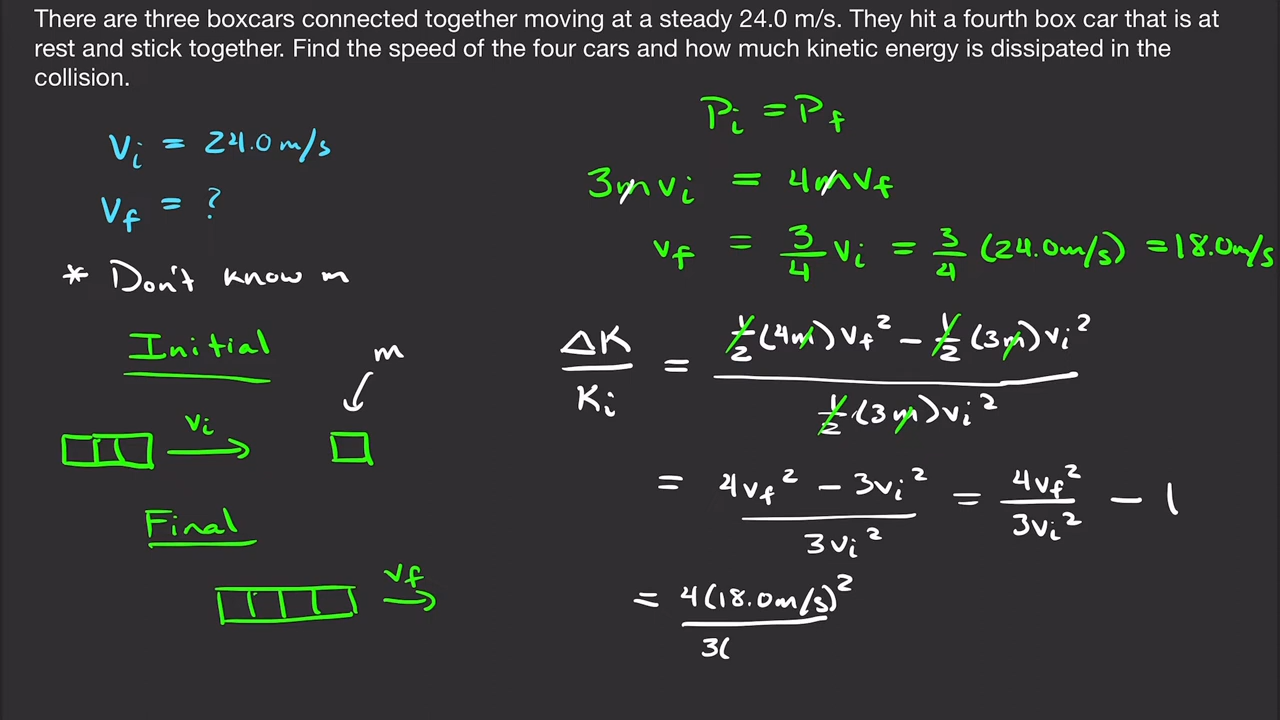 There are three boxcars connected together moving at a steady 24.0 m/s. They hit a fourth box car that is at
rest and stick together. Find the speed of the four cars and how much kinetic energy is dissipated in the
collision.
Vi = 24.0 m/s
Vf = ?
* Don't know m
Initial
m
vi
Final
vf
Pi = Pf
3mvi = 4mvf
vf = 3/4 vi = 3/4 (24.0m/s) = 18.0m/s
ΔK/Ki = (1/2(4m)vf² − 1/2(3m)vi²)/(1/2(3m)vi²)
= (4vf² − 3vi²)/(3vi²) = 4vf²/3vi² − 1
= 4(18.0m/s)²/3(